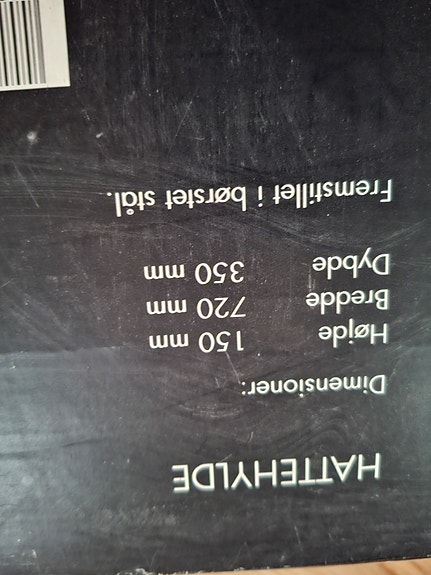 HATTEHYLDE
Dimensioner:
Højde 150 mm
Bredde 720 mm
Dybde 350 mm
Fremstillet i børstet stål.